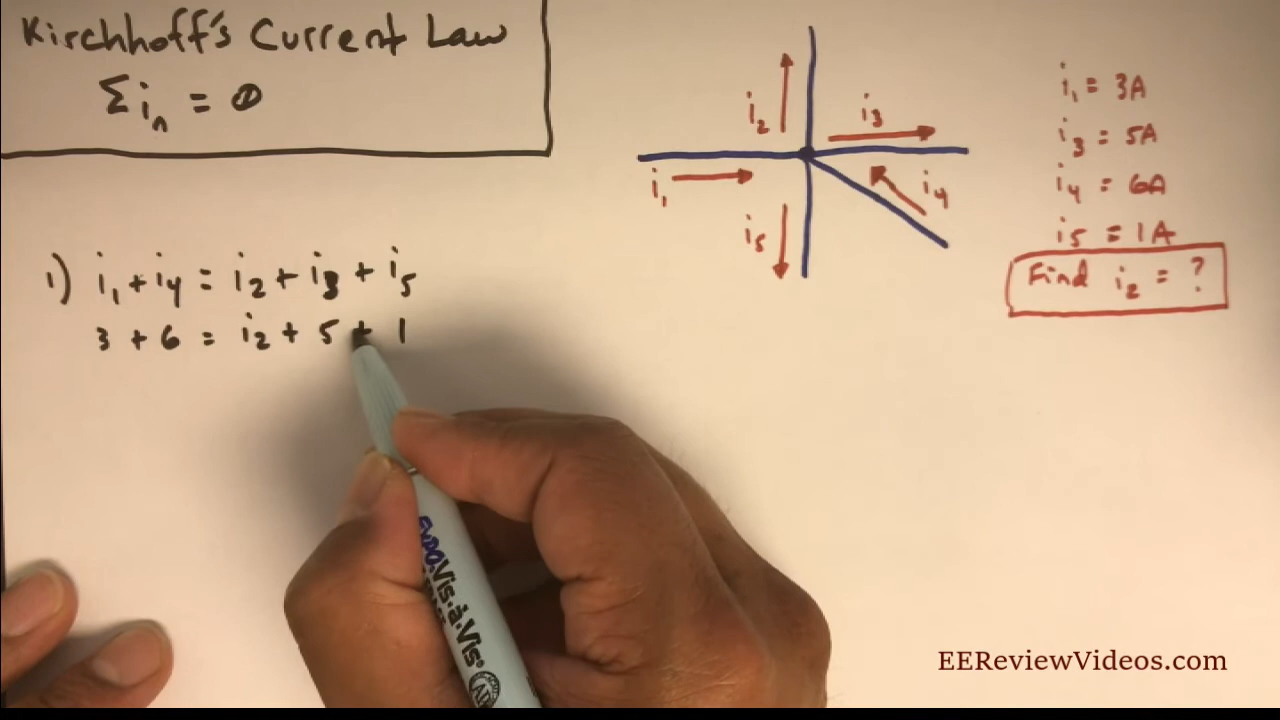 Kirchhoff's Current Law
Σiₙ = 0
i₂
i₃
i₁
i₄
i₅
i₁ = 3A
i₃ = 5A
i₄ = 6A
i₅ = 1A
Find i₂ = ?
1) i₁ + i₄ = i₂ + i₃ + i₅
3 + 6 = i₂ + 5 + 1
EXPO Vis·à·Vis®
AP
EEReviewVideos.com